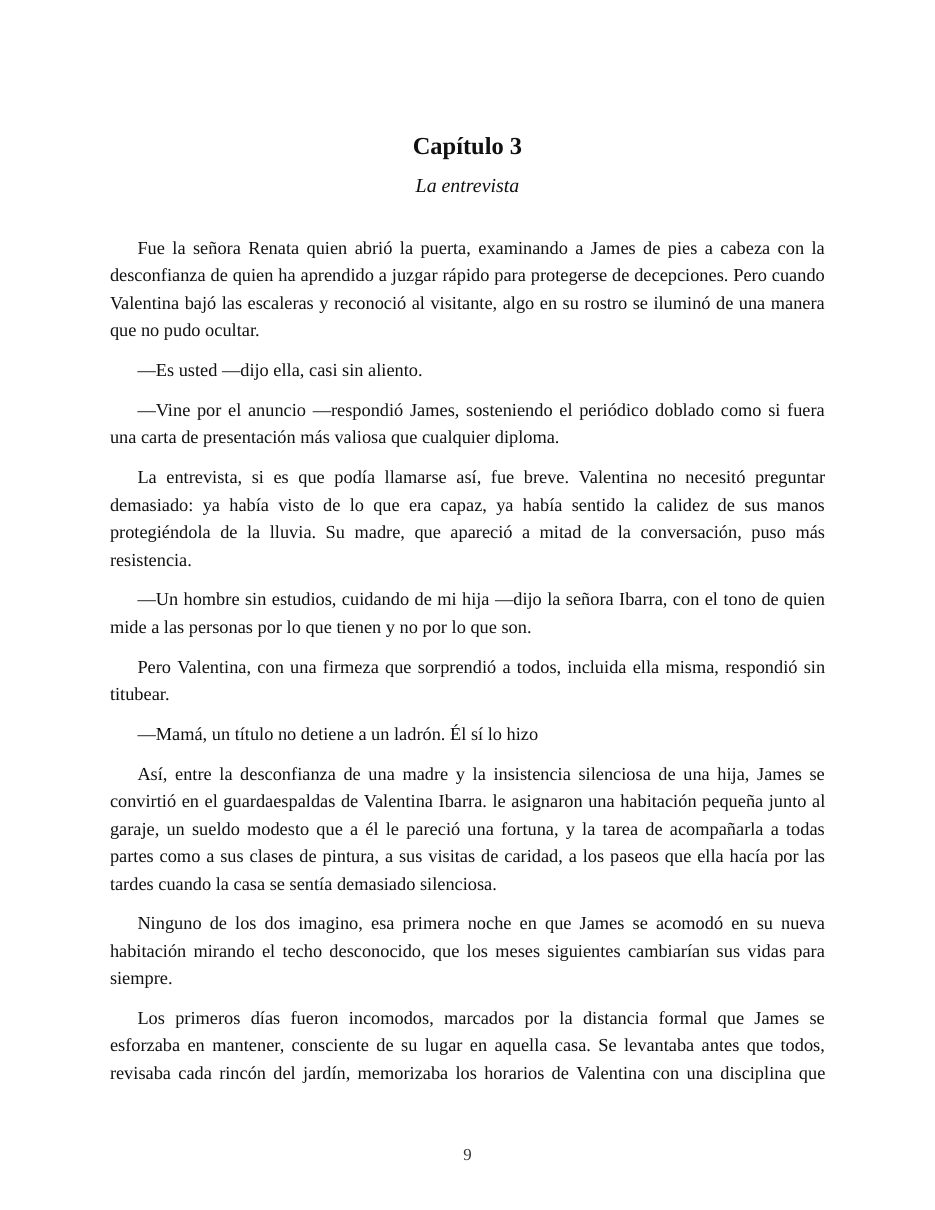 Capítulo 3
La entrevista
Fue la señora Renata quien abrió la puerta, examinando a James de pies a cabeza con la
desconfianza de quien ha aprendido a juzgar rápido para protegerse de decepciones. Pero cuando
Valentina bajó las escaleras y reconoció al visitante, algo en su rostro se iluminó de una manera
que no pudo ocultar.
—Es usted —dijo ella, casi sin aliento.
—Vine por el anuncio —respondió James, sosteniendo el periódico doblado como si fuera
una carta de presentación más valiosa que cualquier diploma.
La entrevista, si es que podía llamarse así, fue breve. Valentina no necesitó preguntar
demasiado: ya había visto de lo que era capaz, ya había sentido la calidez de sus manos
protegiéndola de la lluvia. Su madre, que apareció a mitad de la conversación, puso más
resistencia.
—Un hombre sin estudios, cuidando de mi hija —dijo la señora Ibarra, con el tono de quien
mide a las personas por lo que tienen y no por lo que son.
Pero Valentina, con una firmeza que sorprendió a todos, incluida ella misma, respondió sin
titubear.
—Mamá, un título no detiene a un ladrón. Él sí lo hizo
Así, entre la desconfianza de una madre y la insistencia silenciosa de una hija, James se
convirtió en el guardaespaldas de Valentina Ibarra. le asignaron una habitación pequeña junto al
garaje, un sueldo modesto que a él le pareció una fortuna, y la tarea de acompañarla a todas
partes como a sus clases de pintura, a sus visitas de caridad, a los paseos que ella hacía por las
tardes cuando la casa se sentía demasiado silenciosa.
Ninguno de los dos imagino, esa primera noche en que James se acomodó en su nueva
habitación mirando el techo desconocido, que los meses siguientes cambiarían sus vidas para
siempre.
Los primeros días fueron incomodos, marcados por la distancia formal que James se
esforzaba en mantener, consciente de su lugar en aquella casa. Se levantaba antes que todos,
revisaba cada rincón del jardín, memorizaba los horarios de Valentina con una disciplina que
9